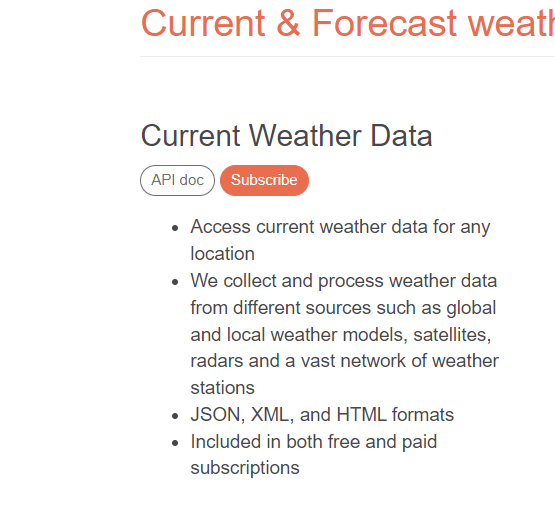 Current & Forecast weath
Current Weather Data
API doc Subscribe
Access current weather data for any
location
We collect and process weather data
from different sources such as global
and local weather models, satellites,
radars and a vast network of weather
stations
JSON, XML, and HTML formats
Included in both free and paid
subscriptions